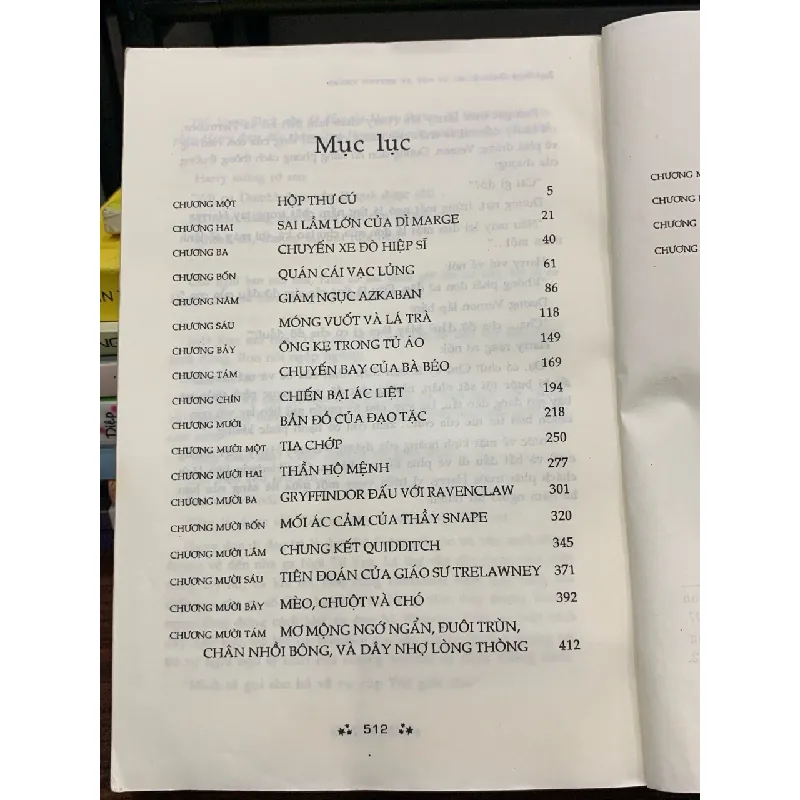 Mục lục
CHƯƠNG MỘT HỘP THƯ CÚ 5
CHƯƠNG HAI SAI LẦM LỚN CỦA DÌ MARGE 21
CHƯƠNG BA CHUYẾN XE ĐÒ HIỆP SĨ 40
CHƯƠNG BỐN QUÁN CÁI VẠC LỦNG 61
CHƯƠNG NĂM GIÁM NGỤC AZKABAN 86
CHƯƠNG SÁU MÓNG VUỐT VÀ LÁ TRÀ 118
CHƯƠNG BẢY ÔNG KẸ TRONG TỦ ÁO 149
CHƯƠNG TÁM CHUYẾN BAY CỦA BÀ BÉO 169
CHƯƠNG CHÍN CHIẾN BẠI ÁC LIỆT 194
CHƯƠNG MƯỜI BẢN ĐỒ CỦA ĐẠO TẶC 218
CHƯƠNG MƯỜI MỘT TIA CHỚP 250
CHƯƠNG MƯỜI HAI THẦN HỘ MỆNH 277
CHƯƠNG MƯỜI BA GRYFFINDOR ĐẤU VỚI RAVENCLAW 301
CHƯƠNG MƯỜI BỐN MỐI ÁC CẢM CỦA THẦY SNAPE 320
CHƯƠNG MƯỜI LĂM CHUNG KẾT QUIDDITCH 345
CHƯƠNG MƯỜI SÁU TIÊN ĐOÁN CỦA GIÁO SƯ TRELAWNEY 371
CHƯƠNG MƯỜI BẢY MÈO, CHUỘT VÀ CHÓ 392
CHƯƠNG MƯỜI TÁM MƠ MỘNG NGỚ NGẨN, ĐUÔI TRÙN,
CHÂN NHỒI BÔNG, VÀ DÂY NHỢ LÒNG THÒNG 412
512
CHƯƠNG
CHƯƠNG
CHƯƠNG
CHƯƠNG
Điệp